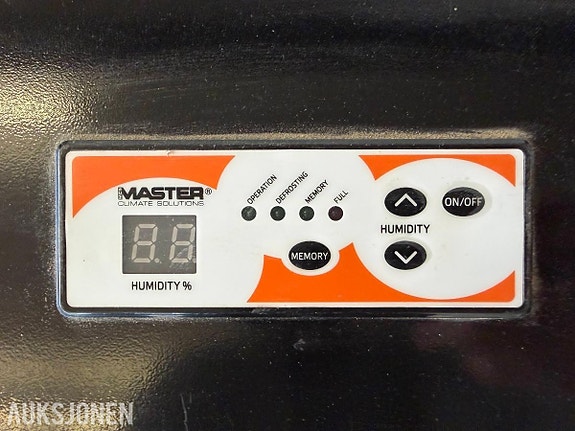 MASTER®
CLIMATE SOLUTIONS
HUMIDITY %
OPERATION
DEFROSTING
MEMORY
FULL
MEMORY
HUMIDITY
ON/OFF
AUKSJONEN